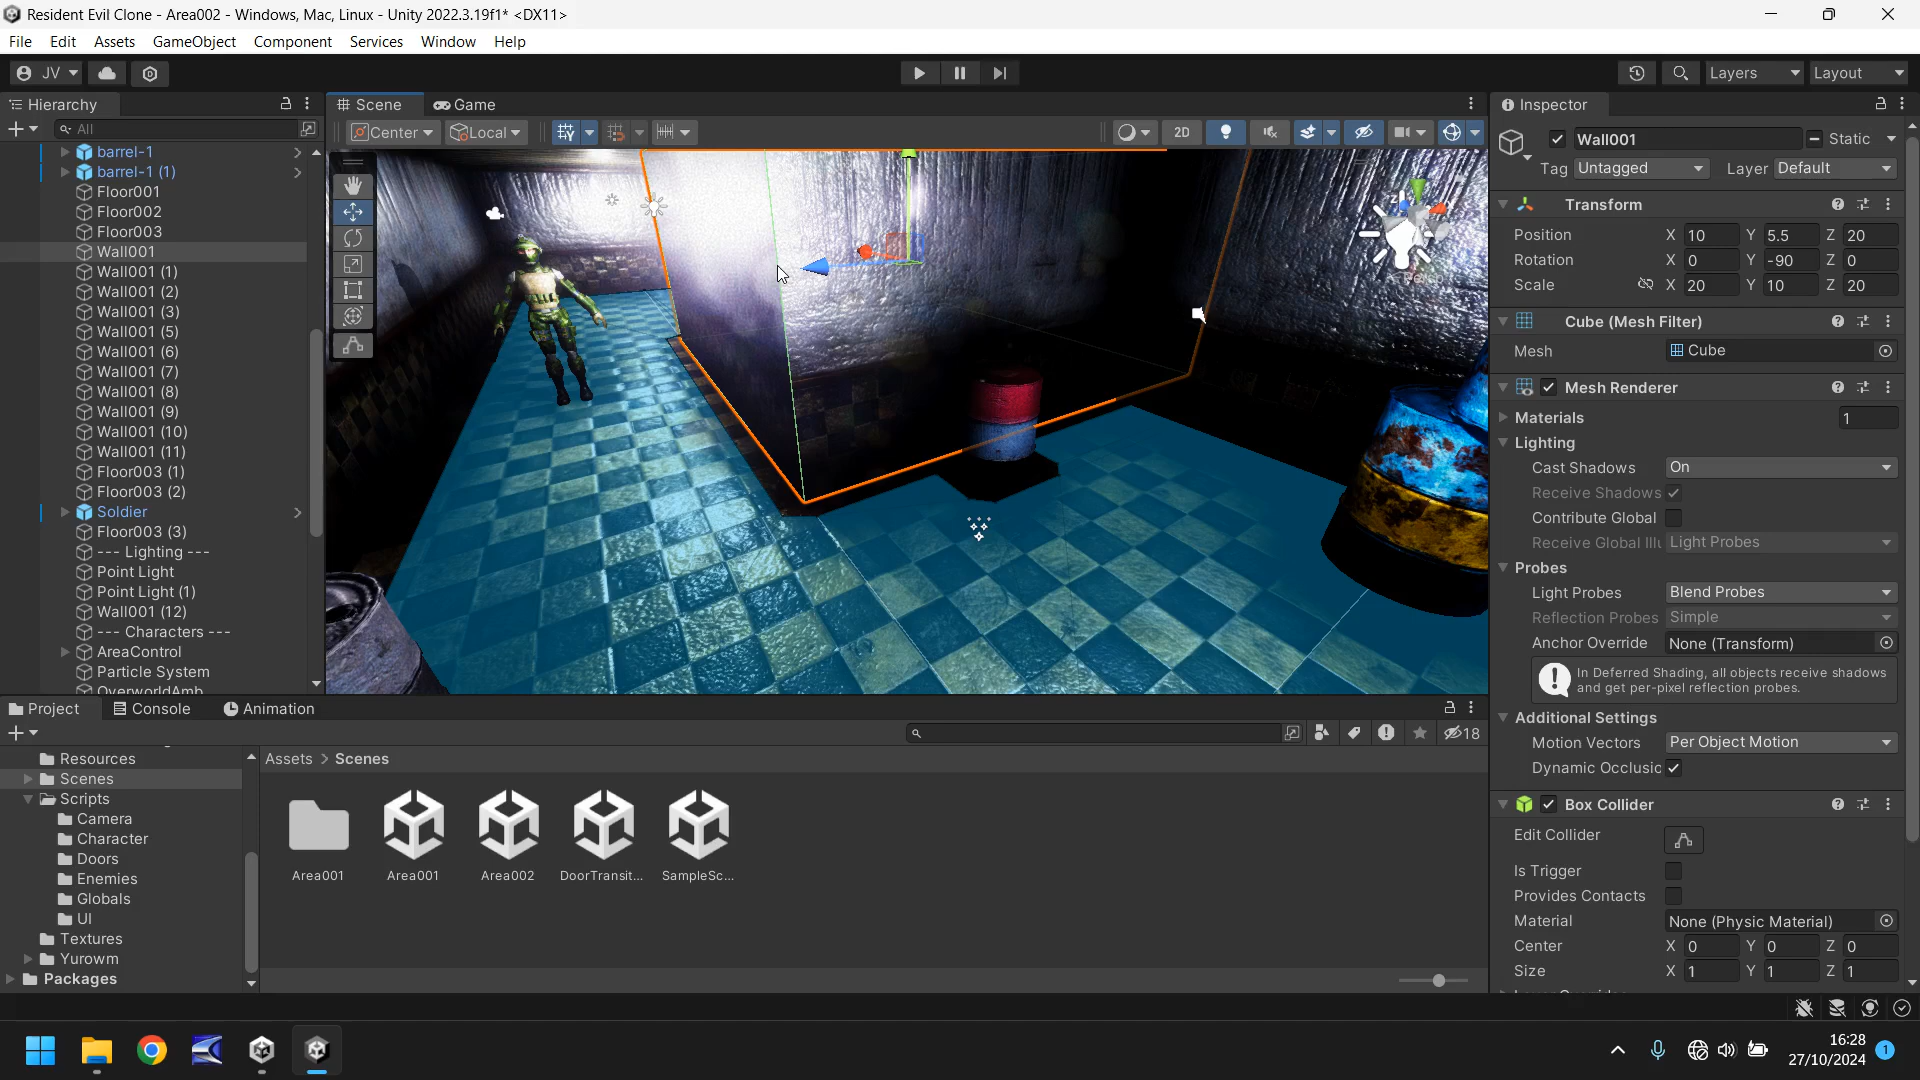 Resident Evil Clone - Area002 - Windows, Mac, Linux - Unity 2022.3.19f1* <DX11>
File Edit Assets GameObject Component Services Window Help
JV Layers Layout
Hierarchy
All
barrel-1
barrel-1 (1)
Floor001
Floor002
Floor003
Wall001
Wall001 (1)
Wall001 (2)
Wall001 (3)
Wall001 (5)
Wall001 (6)
Wall001 (7)
Wall001 (8)
Wall001 (9)
Wall001 (10)
Wall001 (11)
Floor003 (1)
Floor003 (2)
Soldier
Floor003 (3)
--- Lighting ---
Point Light
Point Light (1)
Wall001 (12)
--- Characters ---
AreaControl
Particle System
OverworldAmb
Scene Game
Center Local 2D
Inspector
Wall001 Static
Tag Untagged Layer Default
Transform
Position X 10 Y 5.5 Z 20
Rotation X 0 Y -90 Z 0
Scale X 20 Y 10 Z 20
Cube (Mesh Filter)
Mesh Cube
Mesh Renderer
Materials 1
Lighting
Cast Shadows On
Receive Shadows
Contribute Global
Receive Global Illu Light Probes
Probes
Light Probes Blend Probes
Reflection Probes Simple
Anchor Override None (Transform)
In Deferred Shading, all objects receive shadows
and get per-pixel reflection probes.
Additional Settings
Motion Vectors Per Object Motion
Dynamic Occlusic
Box Collider
Edit Collider
Is Trigger
Provides Contacts
Material None (Physic Material)
Center X 0 Y 0 Z 0
Size X 1 Y 1 Z 1
Project Console Animation
18
Resources
Scenes
Scripts
Camera
Character
Doors
Enemies
Globals
UI
Textures
Yurowm
Packages
Assets > Scenes
Area001 Area001 Area002 DoorTransit... SampleSc...
16:28
27/10/2024
1